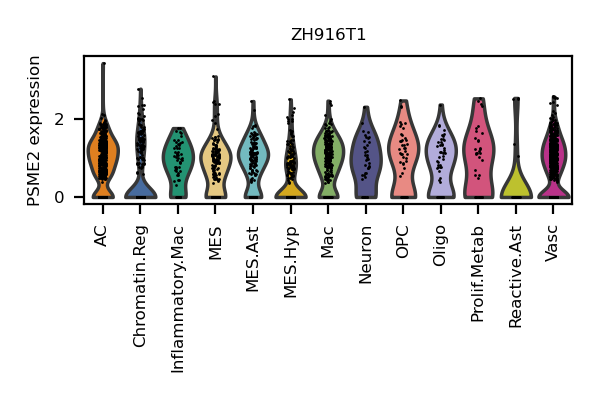 ZH916T1
PSME2 expression
2
0
AC
Chromatin.Reg
Inflammatory.Mac
MES
MES.Ast
MES.Hyp
Mac
Neuron
OPC
Oligo
Prolif.Metab
Reactive.Ast
Vasc